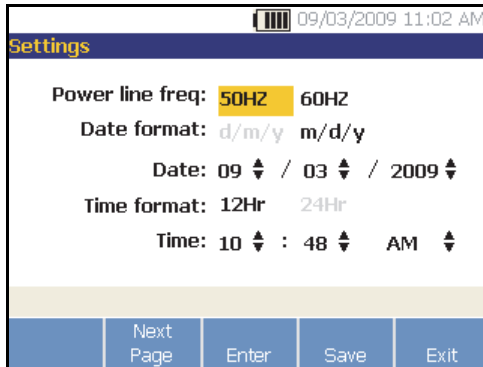 09/03/2009 11:02 AM
Settings
Power line freq: 50HZ 60HZ
Date format: d/m/y m/d/y
Date: 09 / 03 / 2009
Time format: 12Hr 24Hr
Time: 10 : 48 AM
Next Page Enter Save Exit